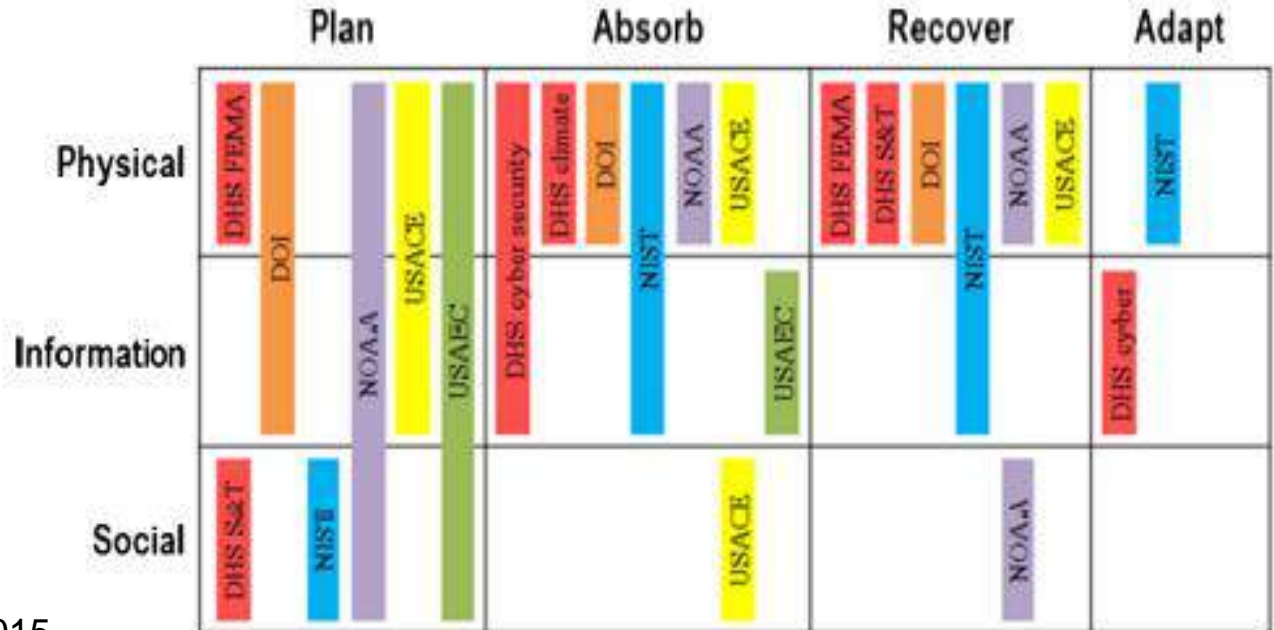 Plan Absorb Recover Adapt
Physical
DHS FEMA
DOI
NOAA
USACE
USAEC
DHS cyber security
DHS climate
DOI
NIST
NOAA
USACE
DHS FEMA
DHS S&T
DOI
NIST
NOAA
USACE
NIST
Information
USAEC
DHS cyber
Social
DHS S&T
NIST
USACE
NOAA